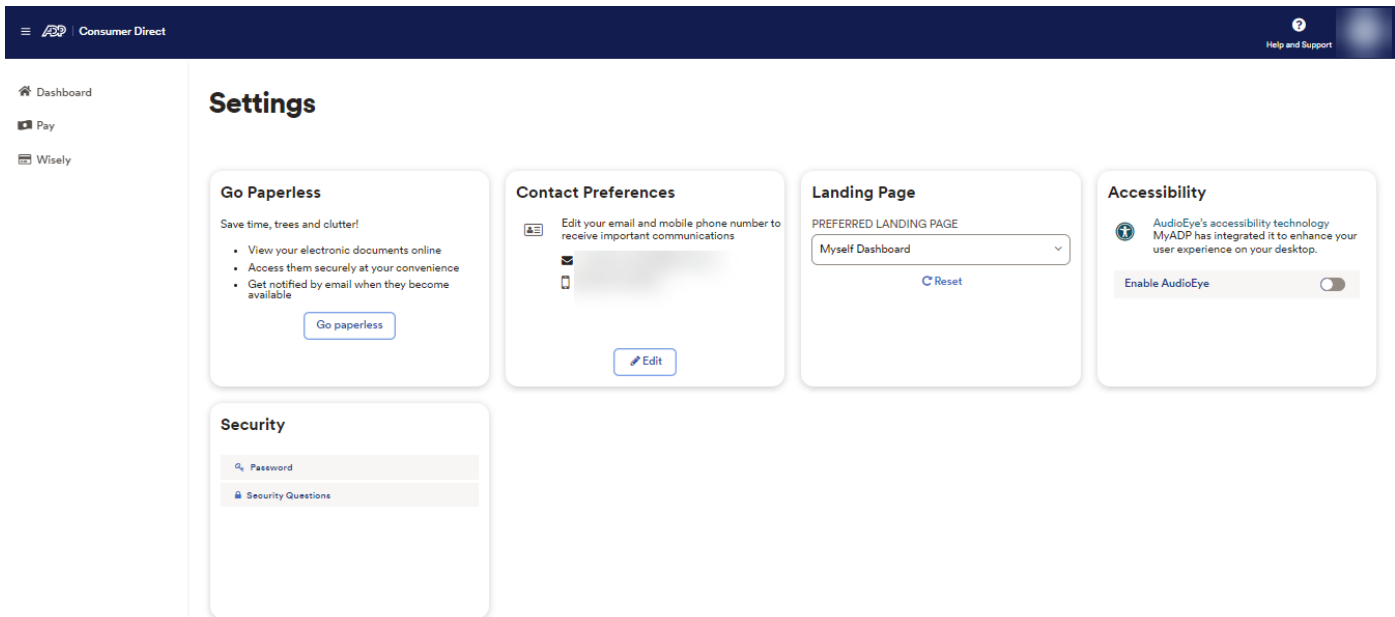 ADP Consumer Direct
Help and Support
Dashboard
Pay
Wisely
Settings
Go Paperless
Save time, trees and clutter!
• View your electronic documents online
• Access them securely at your convenience
• Get notified by email when they become
available
Go paperless
Contact Preferences
Edit your email and mobile phone number to
receive important communications
Edit
Landing Page
PREFERRED LANDING PAGE
Myself Dashboard
Reset
Accessibility
AudioEye's accessibility technology
MyADP has integrated it to enhance your
user experience on your desktop.
Enable AudioEye
Security
Password
Security Questions